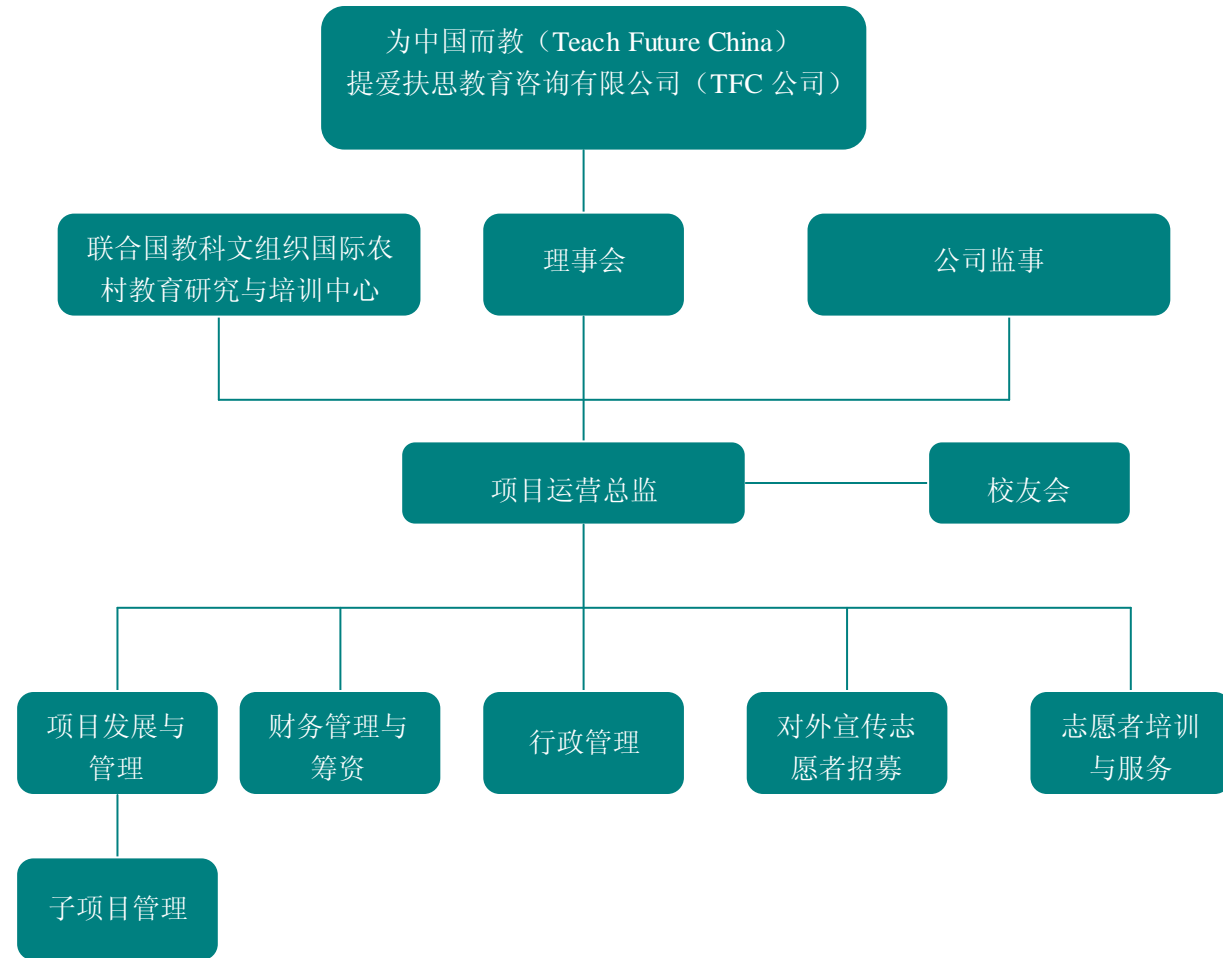 为中国而教（Teach Future China）
提爱扶思教育咨询有限公司（TFC 公司）
联合国教科文组织国际农
村教育研究与培训中心
理事会
公司监事
项目运营总监
校友会
项目发展与
管理
财务管理与
筹资
行政管理
对外宣传志
愿者招募
志愿者培训
与服务
子项目管理